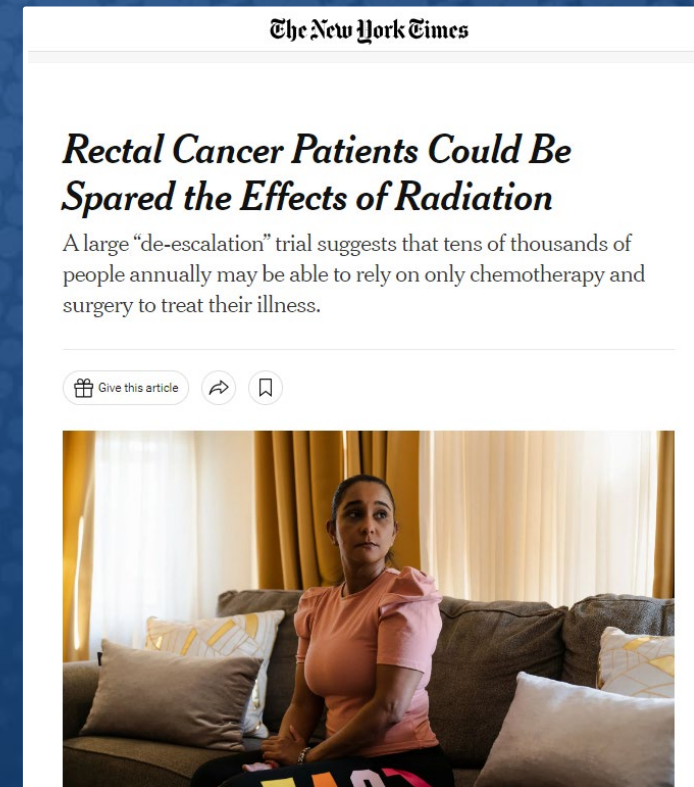 The New York Times
Rectal Cancer Patients Could Be
Spared the Effects of Radiation
A large “de-escalation” trial suggests that tens of thousands of
people annually may be able to rely on only chemotherapy and
surgery to treat their illness.
Give this article